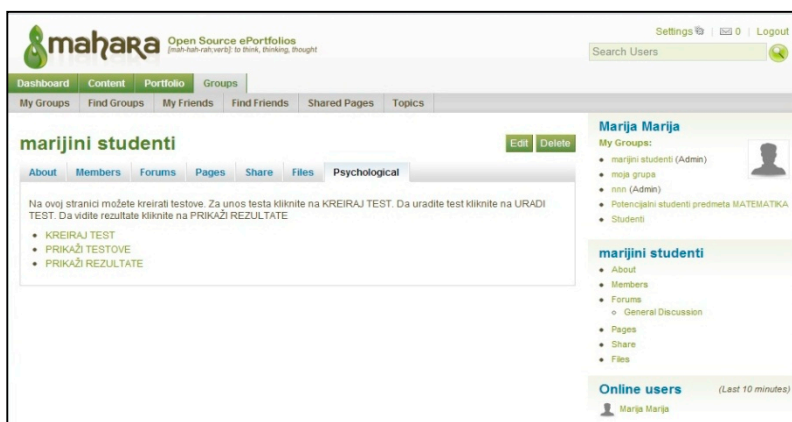 mahara
Open Source ePortfolios
[mah-hah-rah:verb]: to think, thinking, thought
Settings | 0 | Logout
Search Users
Dashboard Content Portfolio Groups
My Groups Find Groups My Friends Find Friends Shared Pages Topics
marijini studenti
Edit Delete
About Members Forums Pages Share Files Psychological
Na ovoj stranici možete kreirati testove. Za unos testa kliknite na KREIRAJ TEST. Da uradite test kliknite na URADI
TEST. Da vidite rezultate kliknite na PRIKAŽI REZULTATE
KREIRAJ TEST
PRIKAŽI TESTOVE
PRIKAŽI REZULTATE
Marija Marija
My Groups:
marijini studenti (Admin)
moja grupa
nnn (Admin)
Potencijalni studenti predmeta MATEMATIKA
Studenti
marijini studenti
About
Members
Forums
General Discussion
Pages
Share
Files
Online users (Last 10 minutes)
Marija Marija